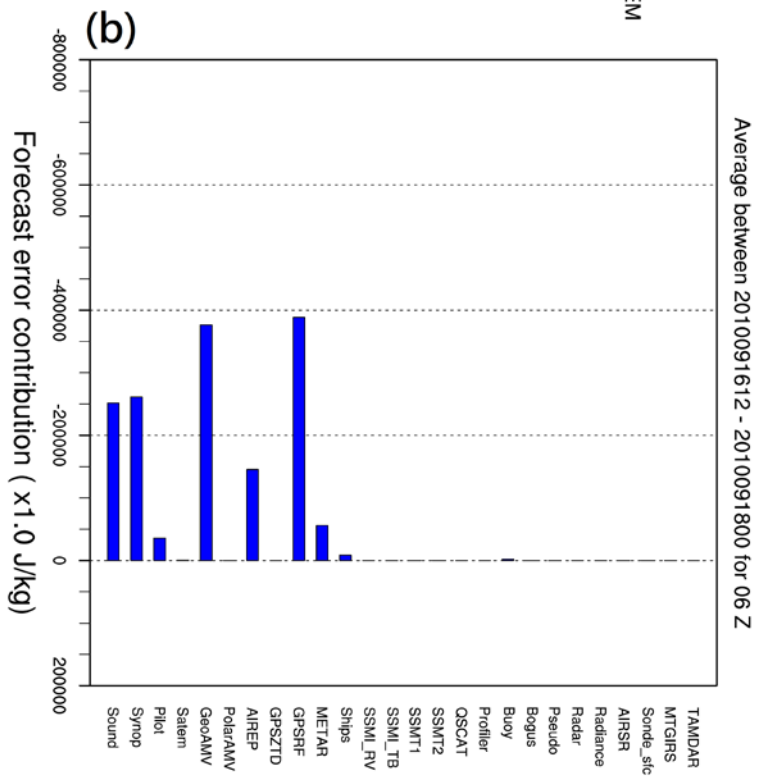 EM
(b)
Average between 2010091612 - 2010091800 for 06 Z
-800000
-600000
-400000
-200000
0
200000
Forecast error contribution ( x1.0 J/kg)
Sound
Synop
Pilot
Satem
GeoAMV
PolarAMV
AIREP
GPSZTD
GPSRF
METAR
Ships
SSMI_RV
SSMI_TB
SSMT1
SSMT2
QSCAT
Profiler
Buoy
Bogus
Pseudo
Radar
Radiance
AIRSR
Sonde_sfc
MTGIRS
TAMDAR